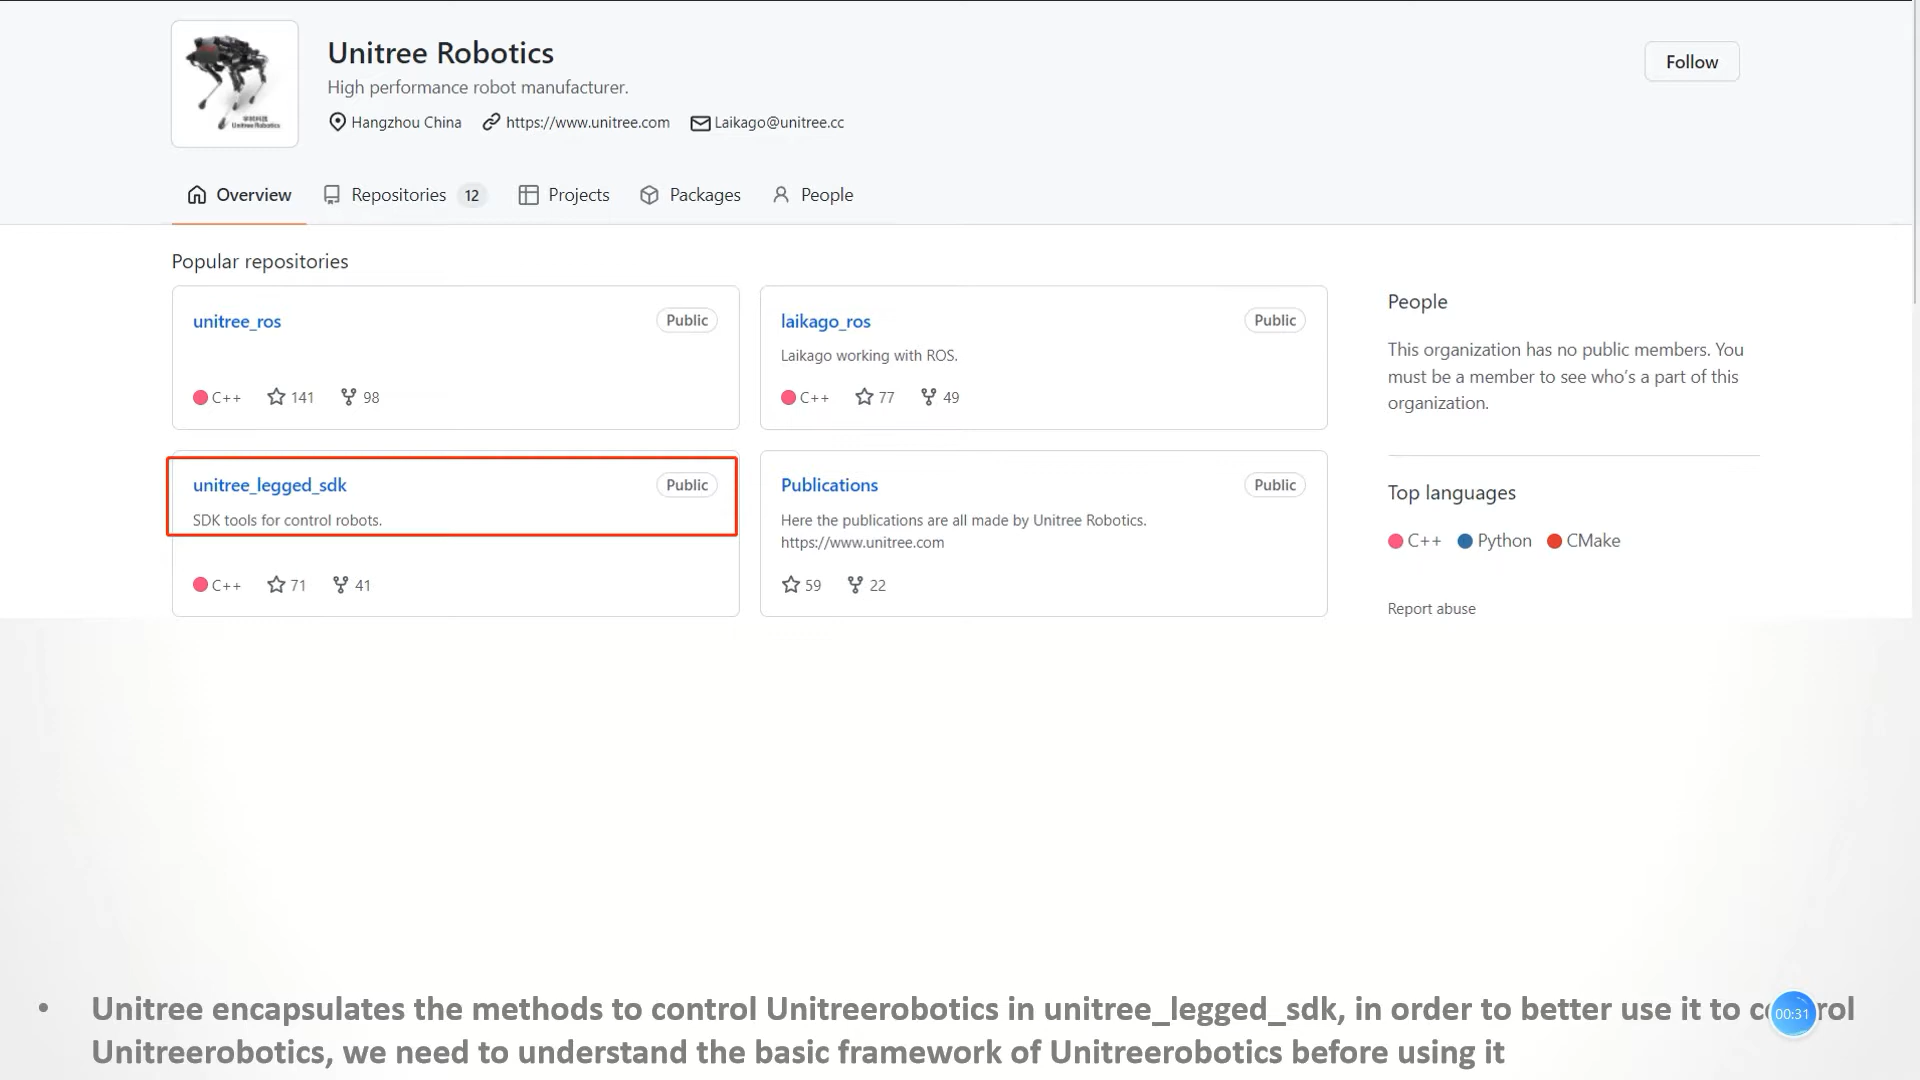 Unitree Robotics
High performance robot manufacturer.
Hangzhou China https://www.unitree.com Laikago@unitree.cc
Follow
宇树科技
Unitree Robotics
Overview Repositories 12 Projects Packages People
Popular repositories
unitree_ros Public
C++ 141 98
laikago_ros Public
Laikago working with ROS.
C++ 77 49
unitree_legged_sdk Public
SDK tools for control robots.
C++ 71 41
Publications Public
Here the publications are all made by Unitree Robotics.
https://www.unitree.com
59 22
People
This organization has no public members. You
must be a member to see who's a part of this
organization.
Top languages
C++ Python CMake
Report abuse
• Unitree encapsulates the methods to control Unitreerobotics in unitree_legged_sdk, in order to better use it to
Unitreerobotics, we need to understand the basic framework of Unitreerobotics before using it
00:31